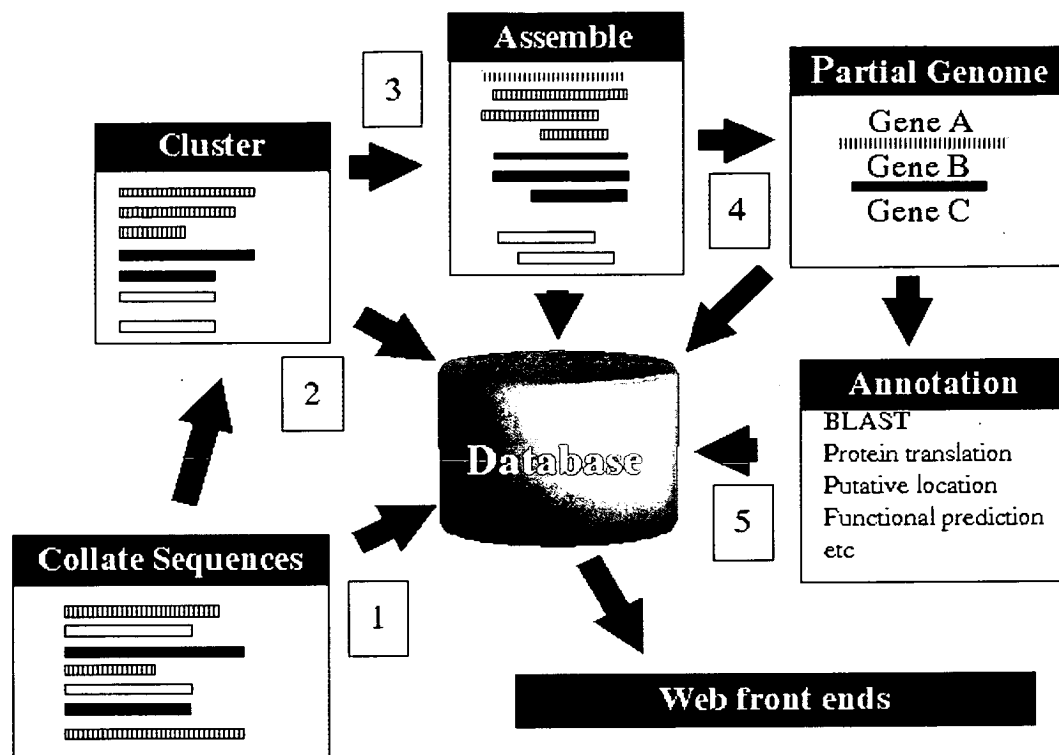 Assemble
3
Partial Genome
Gene A
Gene B
Gene C
Cluster
4
2
Annotation
BLAST
Protein translation
Putative location
Functional prediction
etc
Database
5
Collate Sequences
1
Web front ends